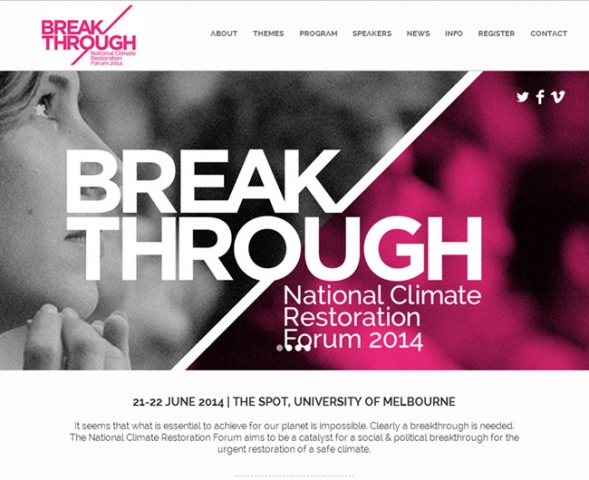 BREAK
THROUGH
National Climate
Restoration
Forum 2014
ABOUT THEMES PROGRAM SPEAKERS NEWS INFO REGISTER CONTACT
BREAK
THROUGH
National Climate
Restoration
Forum 2014
21-22 JUNE 2014 | THE SPOT, UNIVERSITY OF MELBOURNE
It seems that what is essential to achieve for our planet is impossible. Clearly a breakthrough is needed.
The National Climate Restoration Forum aims to be a catalyst for a social & political breakthrough for the
urgent restoration of a safe climate.